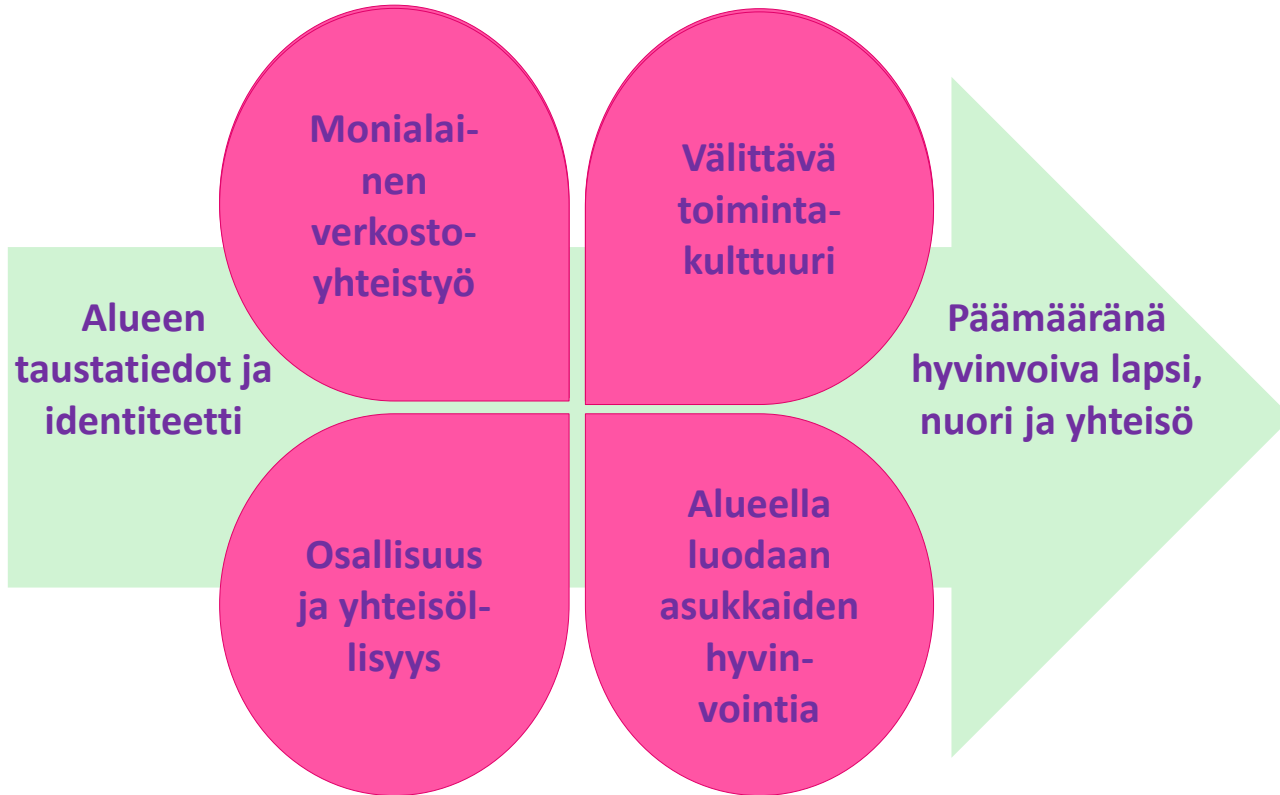 Alueen
taustatiedot ja
identiteetti
Monialai-
nen
verkosto-
yhteistyö
Välittävä
toiminta-
kulttuuri
Osallisuus
ja yhteisöl-
lisyys
Alueella
luodaan
asukkaiden
hyvin-
vointia
Päämääränä
hyvinvoiva lapsi,
nuori ja yhteisö